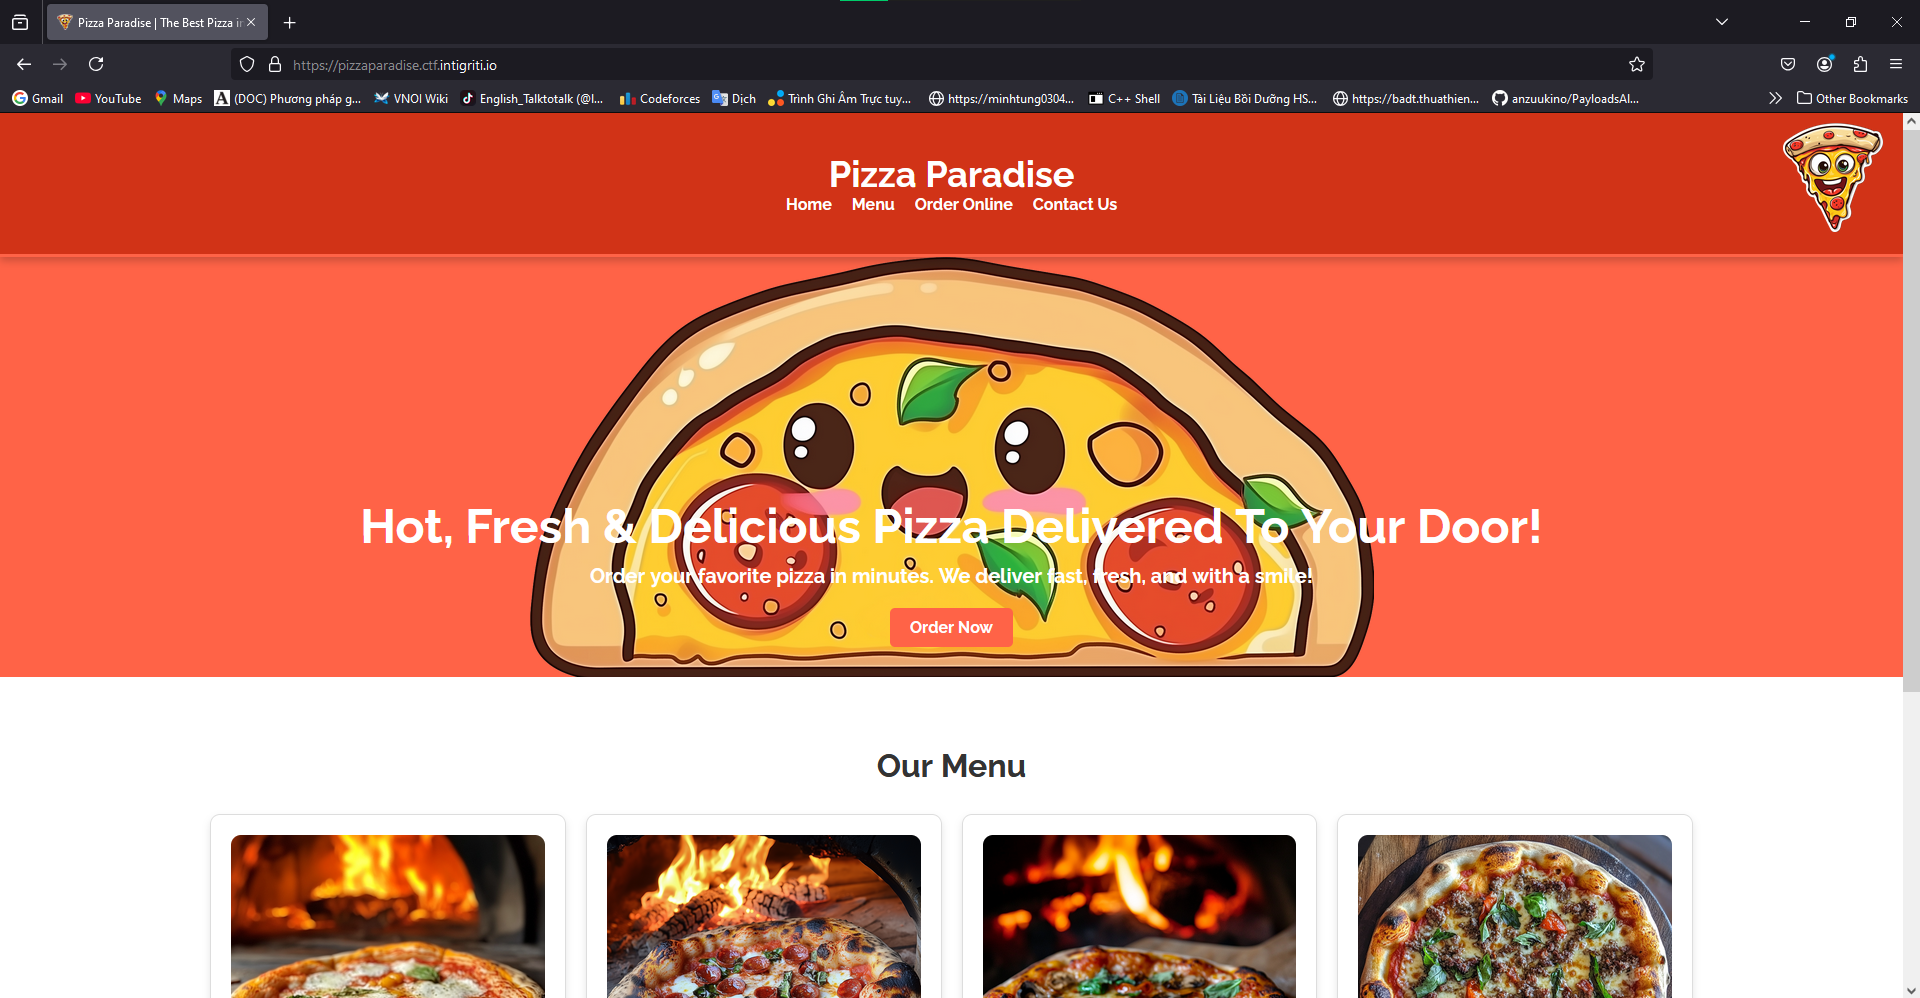 Pizza Paradise | The Best Pizza in
https://pizzaparadise.ctf.intigriti.io
Gmail YouTube Maps (DOC) Phương pháp g... VNOI Wiki English_Talktotalk (@l... Codeforces Dịch Trình Ghi Âm Trực tuy... https://minhtung0304... C++ Shell Tài Liệu Bồi Dưỡng HS... https://badt.thuathien... anzuukino/PayloadsAl... Other Bookmarks
Pizza Paradise
Home Menu Order Online Contact Us
Hot, Fresh & Delicious Pizza Delivered To Your Door!
Order your favorite pizza in minutes. We deliver fast, fresh, and with a smile!
Order Now
Our Menu